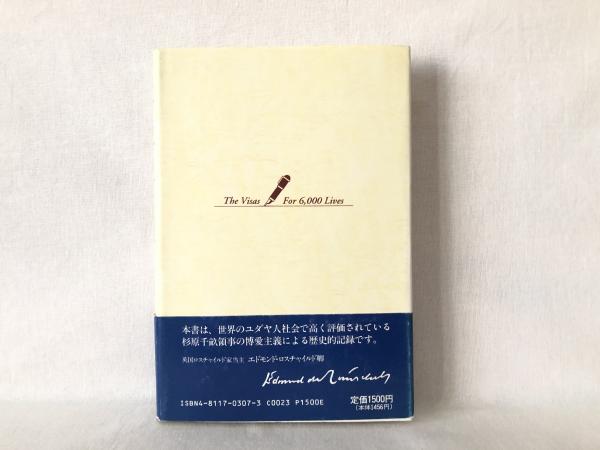 The Visas For 6,000 Lives
本書は、世界のユダヤ人社会で高く評価されている
杉原千畝領事の博愛主義による歴史的記録です。
英国ロスチャイルド家当主 エドモンド・ロスチャイルド卿
ISBN4-8117-0307-3 C0023 P1500E
定価1500円
(本体1456円)